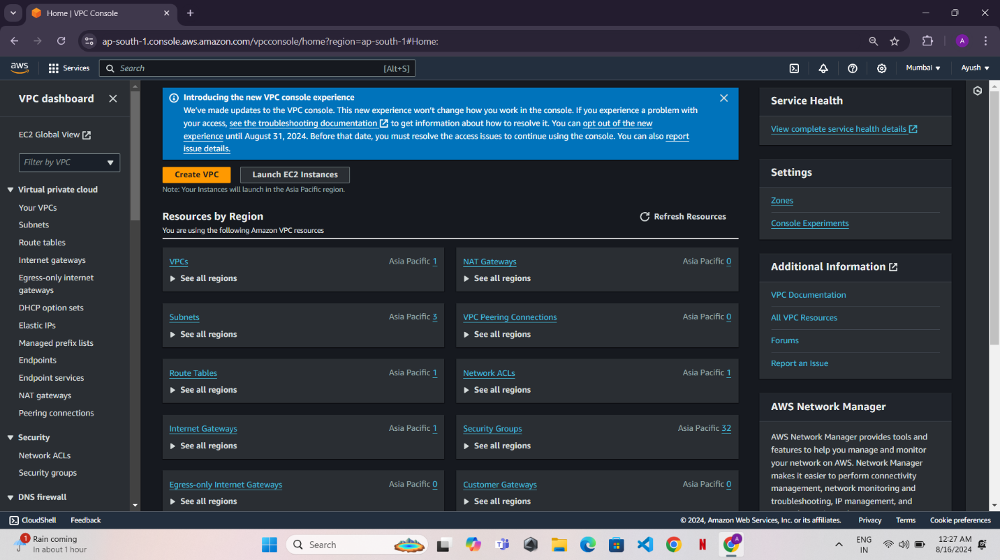 Home | VPC Console
ap-south-1.console.aws.amazon.com/vpcconsole/home?region=ap-south-1#Home:
A
aws
Services
Search
[Alt+S]
Mumbai
Ayush
VPC dashboard
EC2 Global View
Filter by VPC
Virtual private cloud
Your VPCs
Subnets
Route tables
Internet gateways
Egress-only internet
gateways
DHCP option sets
Elastic IPs
Managed prefix lists
Endpoints
Endpoint services
NAT gateways
Peering connections
Security
Network ACLs
Security groups
DNS firewall
Introducing the new VPC console experience
We've made updates to the VPC console. This new experience won't change how you work in the console. If you experience a problem with
your access, see the troubleshooting documentation to get information about how to resolve it. You can opt out of the new
experience until August 31, 2024. Before that date, you must resolve the access issues to continue using the console. You can also report
issue details.
Create VPC
Launch EC2 Instances
Note: Your Instances will launch in the Asia Pacific region.
Resources by Region
Refresh Resources
You are using the following Amazon VPC resources
VPCs
Asia Pacific 1
See all regions
NAT Gateways
Asia Pacific 0
See all regions
Subnets
Asia Pacific 3
See all regions
VPC Peering Connections
Asia Pacific 0
See all regions
Route Tables
Asia Pacific 1
See all regions
Network ACLs
Asia Pacific 1
See all regions
Internet Gateways
Asia Pacific 1
See all regions
Security Groups
Asia Pacific 32
See all regions
Egress-only Internet Gateways
Asia Pacific 0
See all regions
Customer Gateways
Asia Pacific 0
See all regions
Service Health
View complete service health details
Settings
Zones
Console Experiments
Additional Information
VPC Documentation
All VPC Resources
Forums
Report an Issue
AWS Network Manager
AWS Network Manager provides tools and
features to help you manage and monitor
your network on AWS. Network Manager
makes it easier to perform connectivity
management, network monitoring and
troubleshooting, IP management, and
CloudShell
Feedback
© 2024, Amazon Web Services, Inc. or its affiliates.
Privacy
Terms
Cookie preferences
1
Rain coming
In about 1 hour
Search
N
A
ENG
IN
12:27 AM
8/16/2024